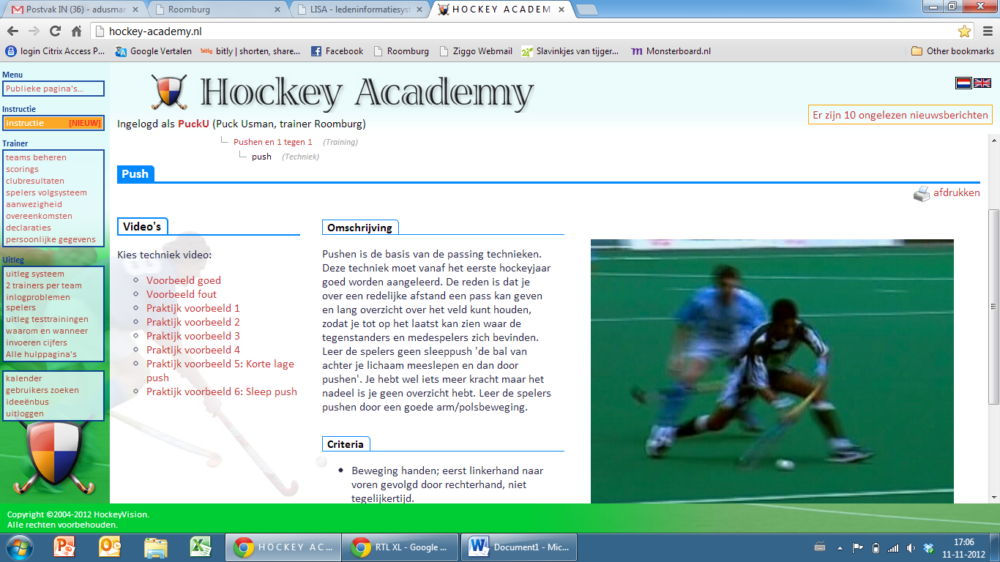 Postvak IN (36) - adusman
Roomburg
LISA - ledeninformatiesyst
HOCKEY ACADEM
hockey-academy.nl
login Citrix Access P...
Google Vertalen
bitly | shorten, share...
Facebook
Roomburg
Ziggo Webmail
Slavinkjes van tijger...
Monsterboard.nl
Other bookmarks
Menu
Publieke pagina's...
Instructie
instructie [NIEUW]
Trainer
teams beheren
scorings
clubresultaten
spelers volgsysteem
aanwezigheid
overeenkomsten
declaraties
persoonlijke gegevens
Uitleg
uitleg systeem
2 trainers per team
inlogproblemen
spelers
uitleg testtrainingen
waarom en wanneer
invoeren cijfers
Alle hulppagina's
kalender
gebruikers zoeken
ideeënbus
uitloggen
Hockey Academy
Er zijn 10 ongelezen nieuwsberichten
Ingelogd als PuckU (Puck Usman, trainer Roomburg)
Pushen en 1 tegen 1 (Training)
push (Techniek)
Push
afdrukken
Video's
Kies techniek video:
Voorbeeld goed
Voorbeeld fout
Praktijk voorbeeld 1
Praktijk voorbeeld 2
Praktijk voorbeeld 3
Praktijk voorbeeld 4
Praktijk voorbeeld 5: Korte lage
push
Praktijk voorbeeld 6: Sleep push
Omschrijving
Pushen is de basis van de passing technieken.
Deze techniek moet vanaf het eerste hockeyjaar
goed worden aangeleerd. De reden is dat je
over een redelijke afstand een pass kan geven
en lang overzicht over het veld kunt houden,
zodat je tot op het laatst kan zien waar de
tegenstanders en medespelers zich bevinden.
Leer de spelers geen sleeppush 'de bal van
achter je lichaam meeslepen en dan door
pushen'. Je hebt wel iets meer kracht maar het
nadeel is je geen overzicht hebt. Leer de spelers
pushen door een goede arm/polsbeweging.
Criteria
Beweging handen; eerst linkerhand naar
voren gevolgd door rechterhand, niet
tegelijkertijd.
Copyright ©2004-2012 HockeyVision.
Alle rechten voorbehouden.
HOCKEY AC...
RTL XL - Google ...
Document1 - Mic...
17:06
11-11-2012